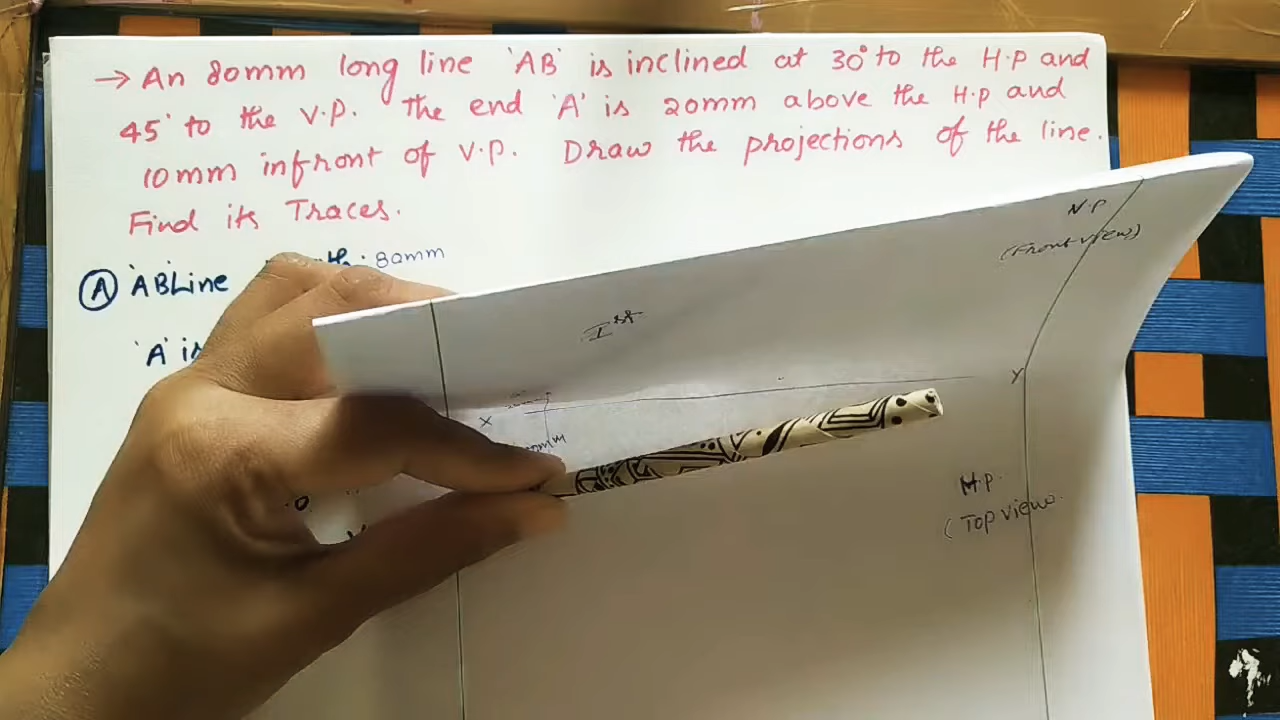 → An 80mm long line 'AB' is inclined at 30° to the H.P and
45° to the V.P. The end 'A' is 20mm above the H.P and
10mm infront of V.P. Draw the projections of the line.
Find its Traces.
Ⓐ 'AB' Line 80mm
'A' is
V.P
(Front view)
X
Y
H.P.
(Top view